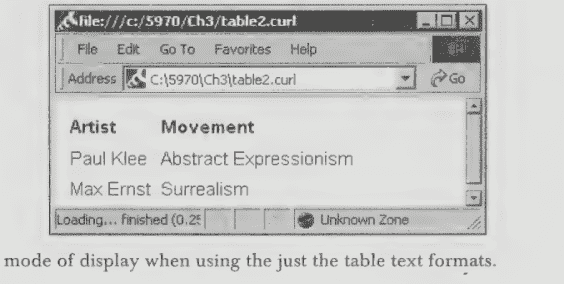 file:///c:/5970/Ch3/table2.curl
File Edit Go To Favorites Help
Address C:\5970\Ch3\table2.curl Go
Artist Movement
Paul Klee Abstract Expressionism
Max Ernst Surrealism
Loading... finished (0.25 Unknown Zone
mode of display when using the just the table text formats.